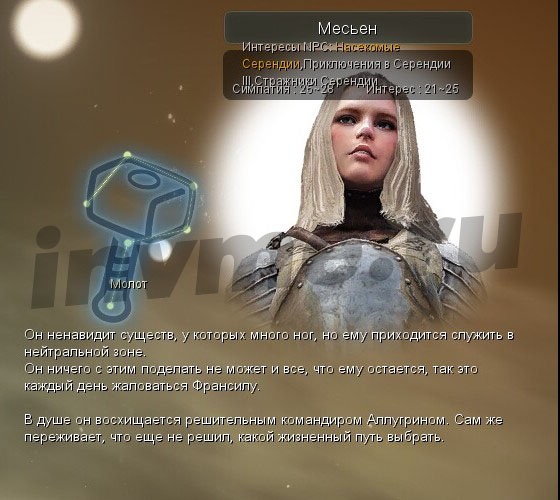 Месьен
Интересы NPC: Насекомые
Серендии,Приключения в Серендии
III,Стражники Серендии
Симпатия : 25~28 Интерес : 21~25
invme.ru
Молот
Он ненавидит существ, у которых много ног, но ему приходится служить в
нейтральной зоне.
Он ничего с этим поделать не может и все, что ему остается, так это
каждый день жаловаться Франсилу.
В душе он восхищается решительным командиром Аллугрином. Сам же
переживает, что еще не решил, какой жизненный путь выбрать.